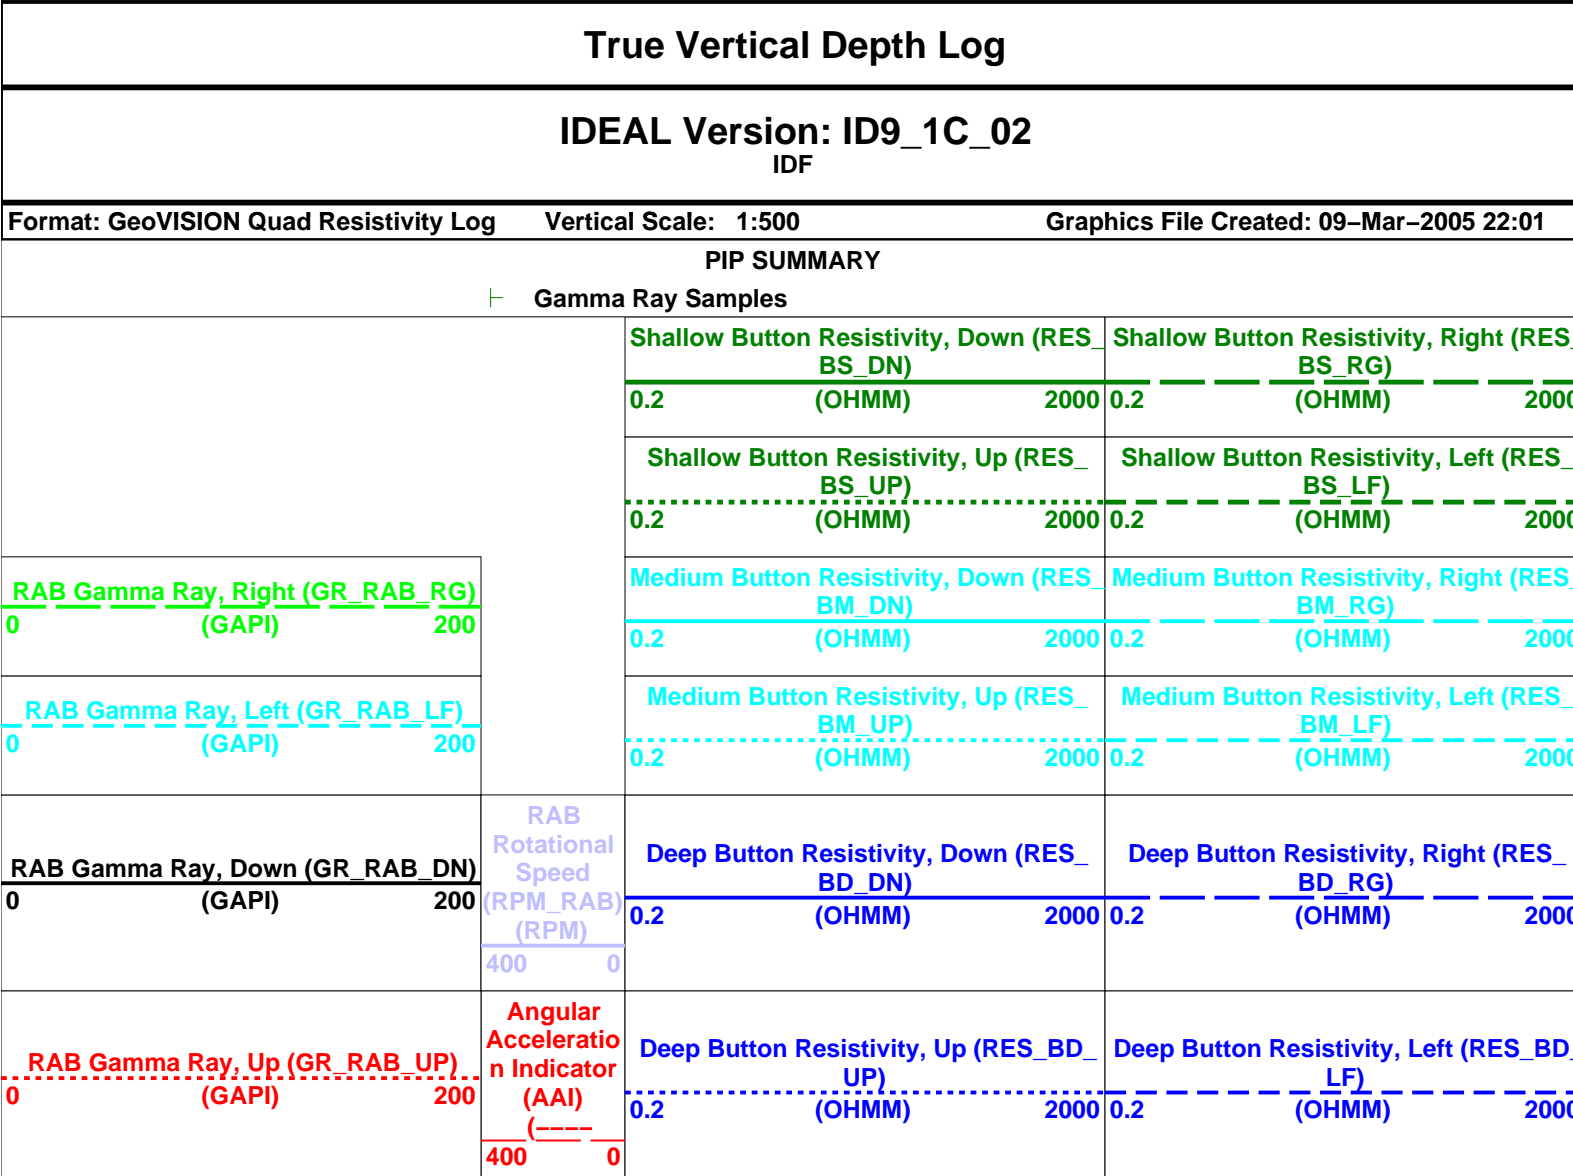 True Vertical Depth Log
IDEAL Version: ID9_1C_02
IDF
Format: GeoVISION Quad Resistivity Log Vertical Scale: 1:500 Graphics File Created: 09−Mar−2005 22:01
PIP SUMMARY
Gamma Ray Samples
Shallow Button Resistivity, Down (RES_
BS_DN)
0.2 (OHMM) 2000
Shallow Button Resistivity, Right (RES_
BS_RG)
0.2 (OHMM) 2000
Shallow Button Resistivity, Up (RES_
BS_UP)
0.2 (OHMM) 2000
Shallow Button Resistivity, Left (RES_
BS_LF)
0.2 (OHMM) 2000
RAB Gamma Ray, Right (GR_RAB_RG)
0 (GAPI) 200
Medium Button Resistivity, Down (RES_
BM_DN)
0.2 (OHMM) 2000
Medium Button Resistivity, Right (RES_
BM_RG)
0.2 (OHMM) 2000
RAB Gamma Ray, Left (GR_RAB_LF)
0 (GAPI) 200
Medium Button Resistivity, Up (RES_
BM_UP)
0.2 (OHMM) 2000
Medium Button Resistivity, Left (RES_
BM_LF)
0.2 (OHMM) 2000
RAB Gamma Ray, Down (GR_RAB_DN)
0 (GAPI) 200
RAB
Rotational
Speed
(RPM_RAB)
(RPM)
400 0
Deep Button Resistivity, Down (RES_
BD_DN)
0.2 (OHMM) 2000
Deep Button Resistivity, Right (RES_
BD_RG)
0.2 (OHMM) 2000
RAB Gamma Ray, Up (GR_RAB_UP)
0 (GAPI) 200
Angular
Acceleratio
n Indicator
(AAI)
(−−−−
400 0
Deep Button Resistivity, Up (RES_BD_
UP)
0.2 (OHMM) 2000
Deep Button Resistivity, Left (RES_BD_
LF)
0.2 (OHMM) 2000